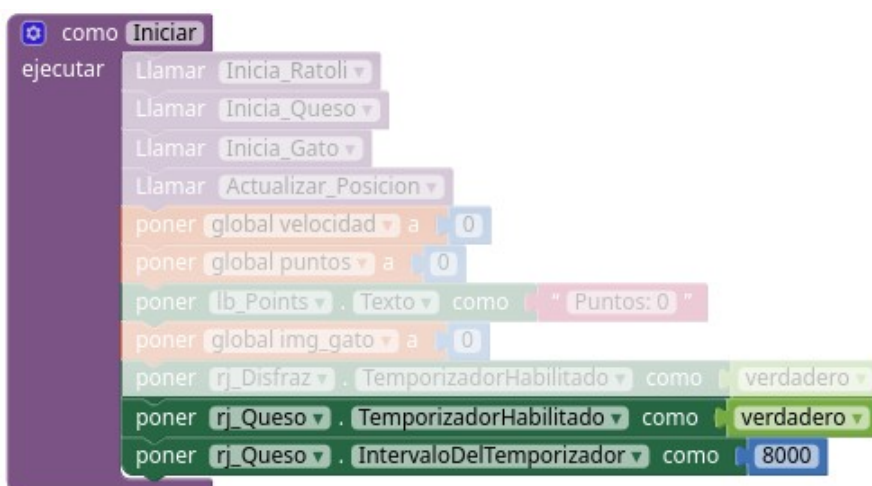 como Iniciar
ejecutar Llamar Inicia_Ratoli
Llamar Inicia_Queso
Llamar Inicia_Gato
Llamar Actualizar_Posicion
poner global velocidad a 0
poner global puntos a 0
poner lb_Points . Texto como " Puntos: 0 "
poner global img_gato a 0
poner rj_Disfraz . TemporizadorHabilitado como verdadero
poner rj_Queso . TemporizadorHabilitado como verdadero
poner rj_Queso . IntervaloDelTemporizador como 8000